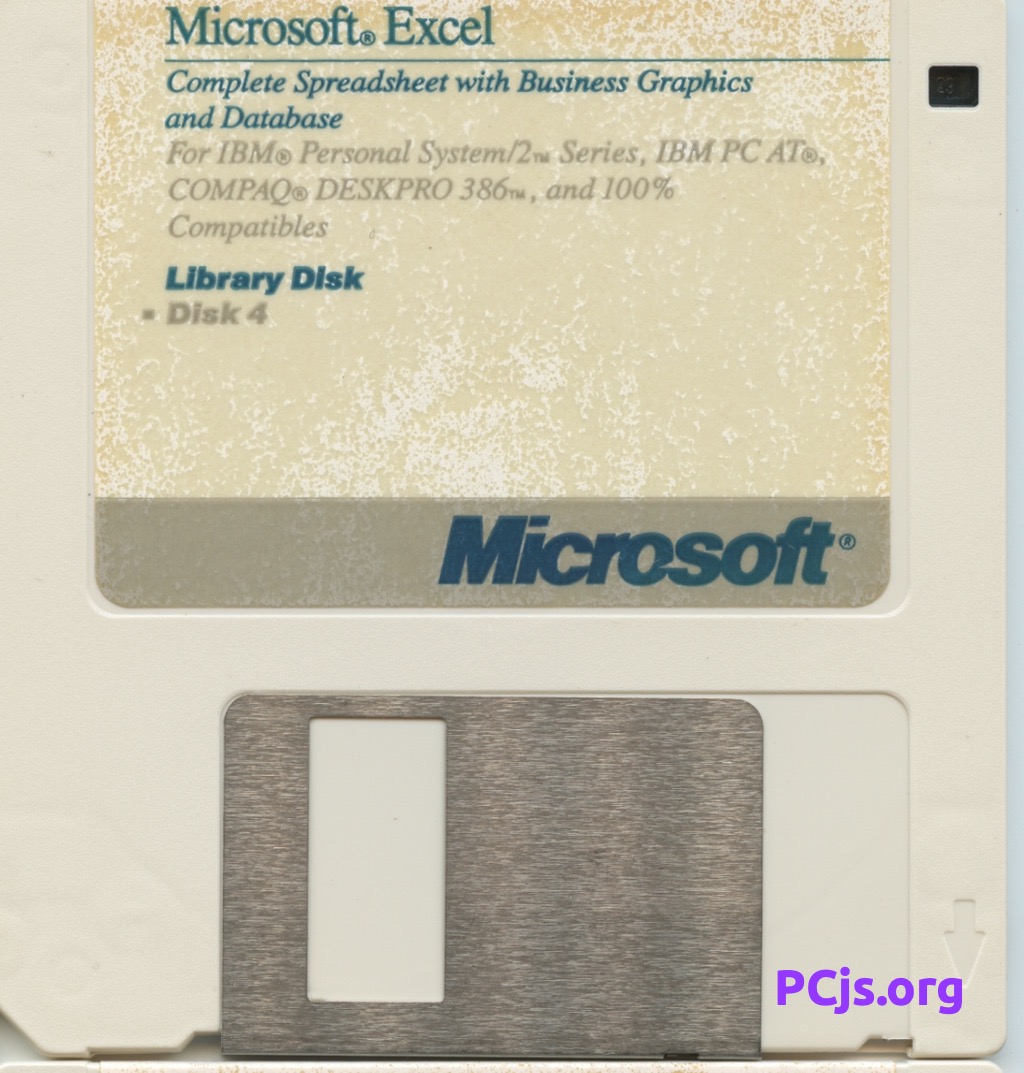 Microsoft® Excel
Complete Spreadsheet with Business Graphics
and Database
For IBM® Personal System/2™ Series, IBM PC AT®,
COMPAQ® DESKPRO 386™, and 100%
Compatibles
Library Disk
▪ Disk 4
Microsoft®
PCjs.org